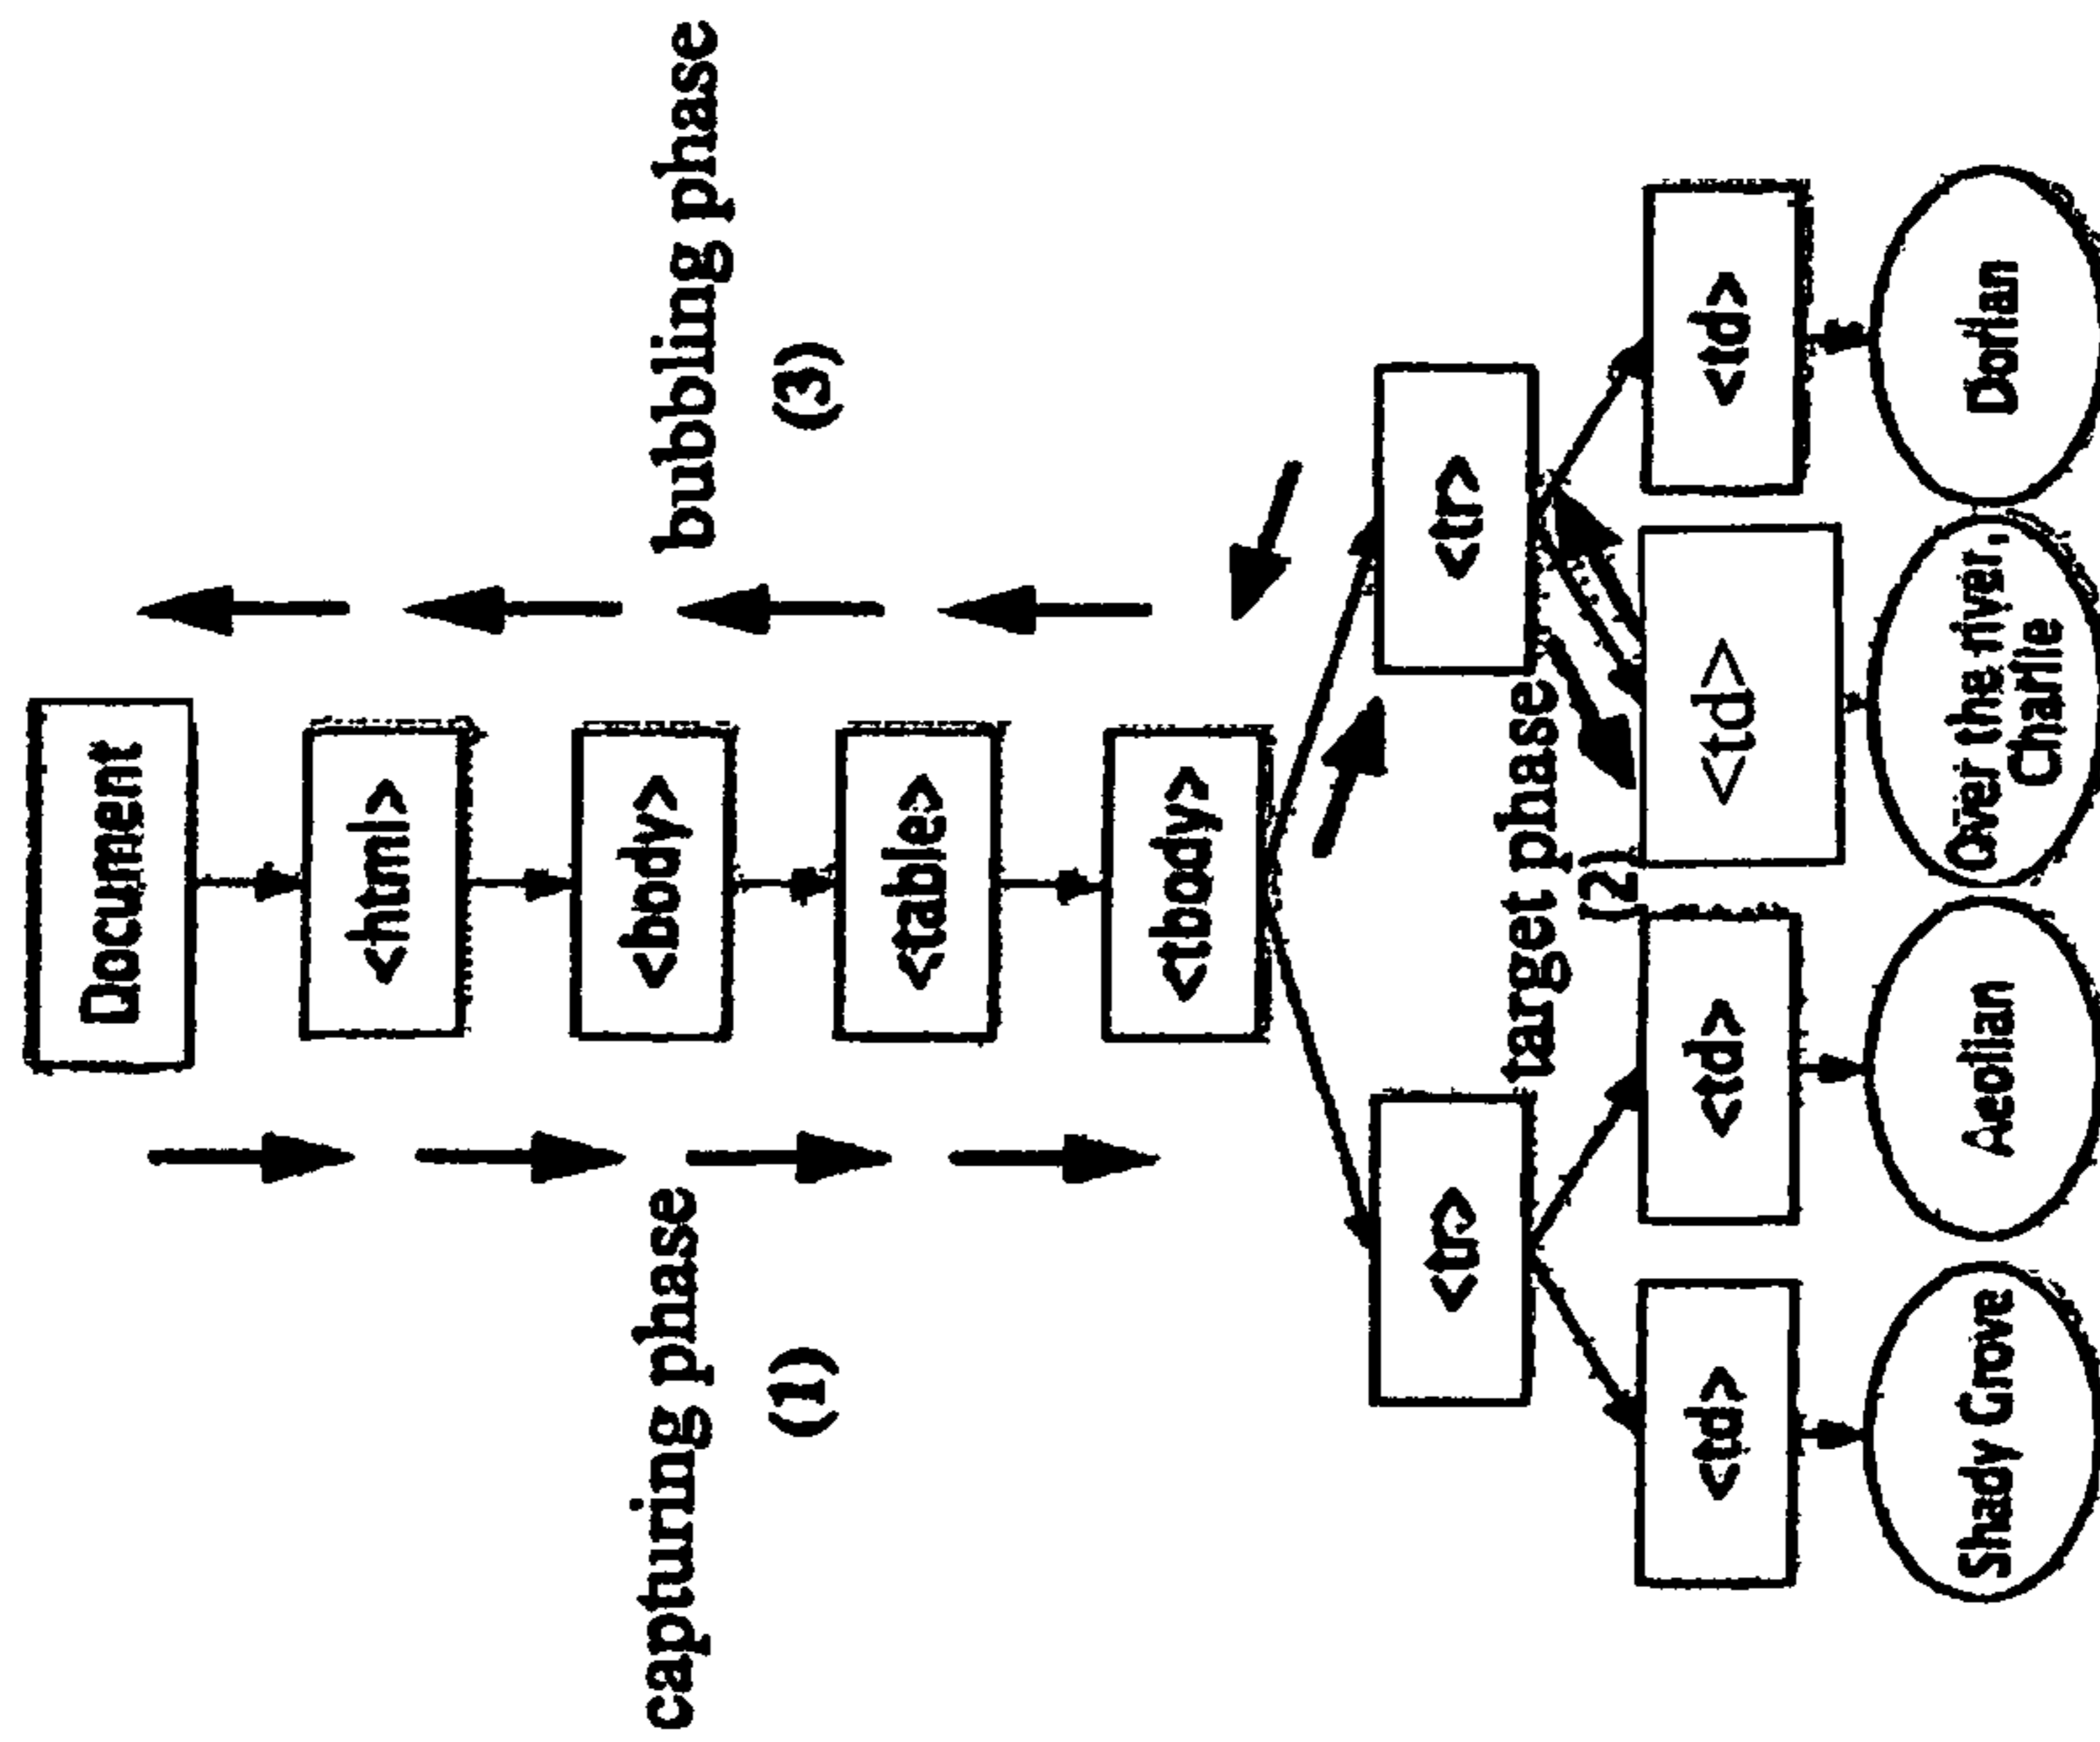 Document
<html>
<body>
capturing phase
(1)
bubbling phase
(3)
<table>
<tbody>
<tr>
<tr>
target phase
(2)
<td>
<td>
<td>
<td>
Shady Grove
Aeolian
Over the river,
Charlie
Dorian